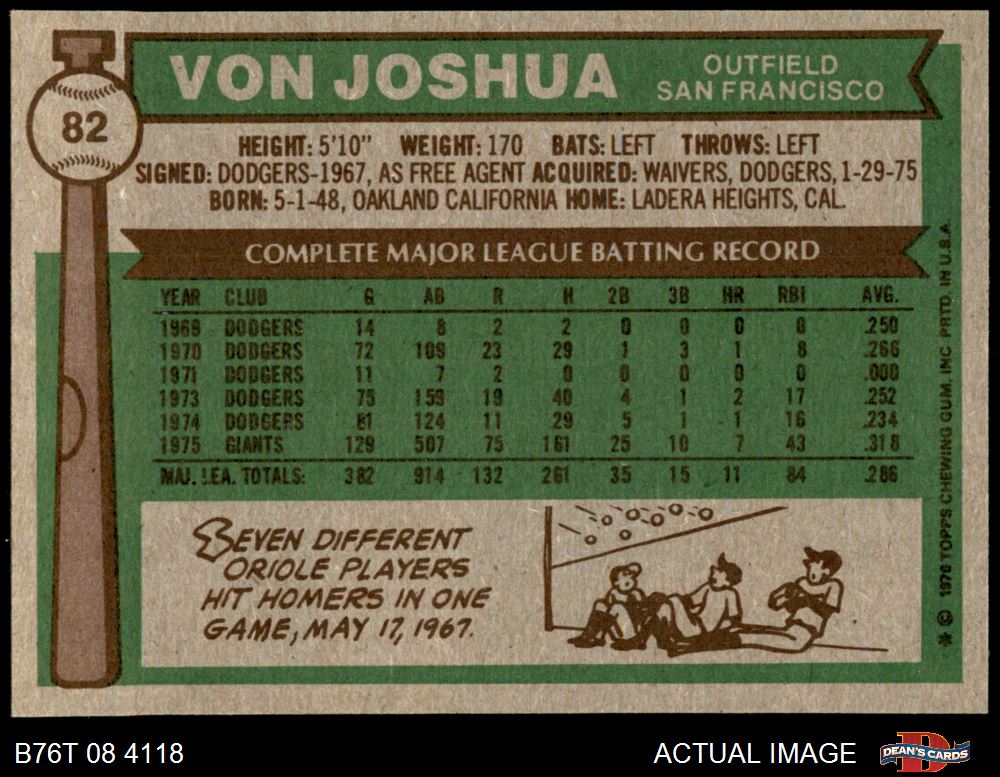 82
VON JOSHUA
OUTFIELD
SAN FRANCISCO
HEIGHT: 5'10" WEIGHT: 170 BATS: LEFT THROWS: LEFT
SIGNED: DODGERS-1967, AS FREE AGENT ACQUIRED: WAIVERS, DODGERS, 1-29-75
BORN: 5-1-48, OAKLAND CALIFORNIA HOME: LADERA HEIGHTS, CAL.
COMPLETE MAJOR LEAGUE BATTING RECORD
YEAR CLUB G AB R H 2B 3B HR RBI AVG.
1969 DODGERS 14 8 2 2 0 0 0 0 .250
1970 DODGERS 72 109 23 29 1 3 1 8 .266
1971 DODGERS 11 7 2 0 0 0 0 0 .000
1973 DODGERS 75 159 19 40 4 1 2 17 .252
1974 DODGERS 81 124 11 29 5 1 1 16 .234
1975 GIANTS 129 507 75 161 25 10 7 43 .318
MAJ. LEA. TOTALS: 382 914 132 261 35 15 11 84 .286
SEVEN DIFFERENT
ORIOLE PLAYERS
HIT HOMERS IN ONE
GAME, MAY 17, 1967.
* © 1976 TOPPS CHEWING GUM, INC. PRTD. IN U.S.A.
B76T 08 4118
ACTUAL IMAGE
D
DEAN'S CARDS